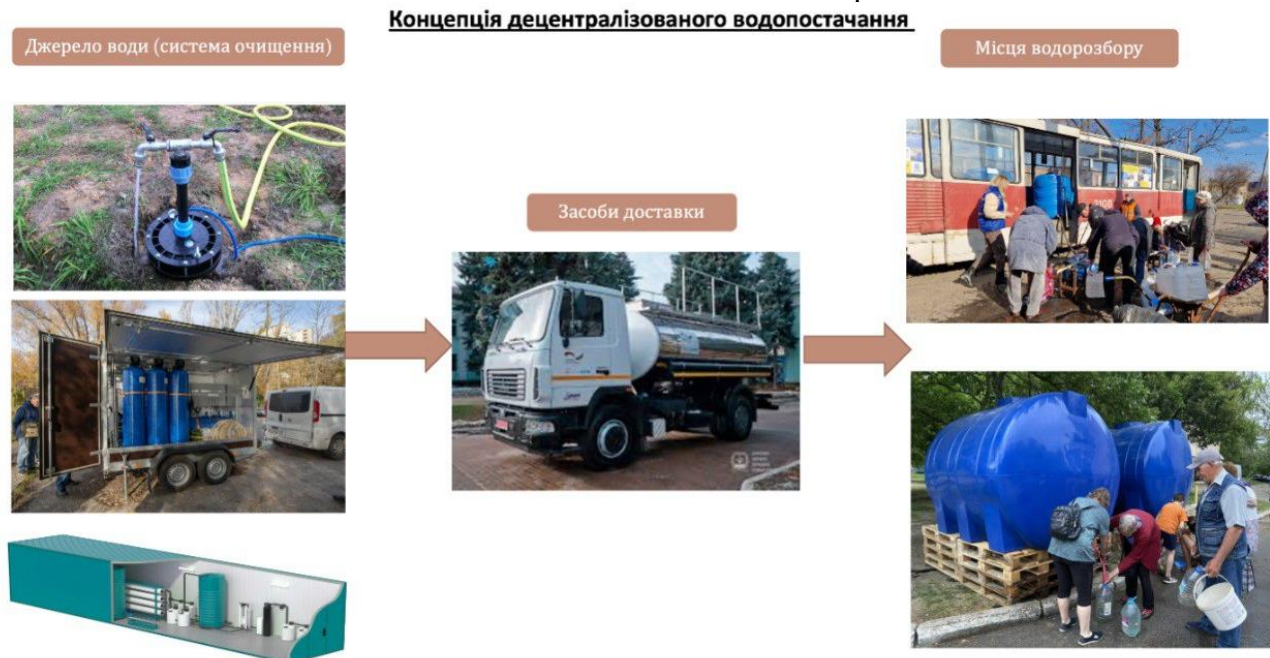 Концепція децентралізованого водопостачання
Джерело води (система очищення)
Засоби доставки
Місця водорозбору